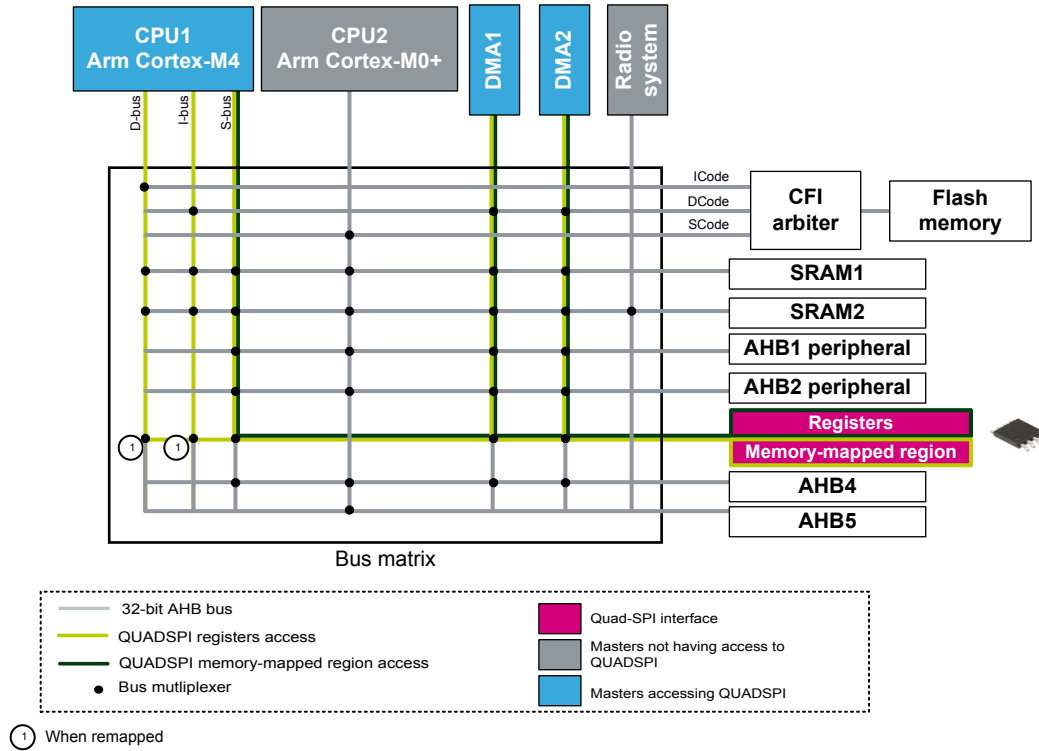 CPU1
Arm Cortex-M4
CPU2
Arm Cortex-M0+
DMA1
DMA2
Radio
system
D-bus
I-bus
S-bus
ICode
DCode
SCode
CFI
arbiter
Flash
memory
SRAM1
SRAM2
AHB1 peripheral
AHB2 peripheral
Registers
1
1
Memory-mapped region
AHB4
AHB5
Bus matrix
32-bit AHB bus
QUADSPI registers access
QUADSPI memory-mapped region access
Bus mutliplexer
Quad-SPI interface
Masters not having access to
QUADSPI
Masters accessing QUADSPI
1 When remapped